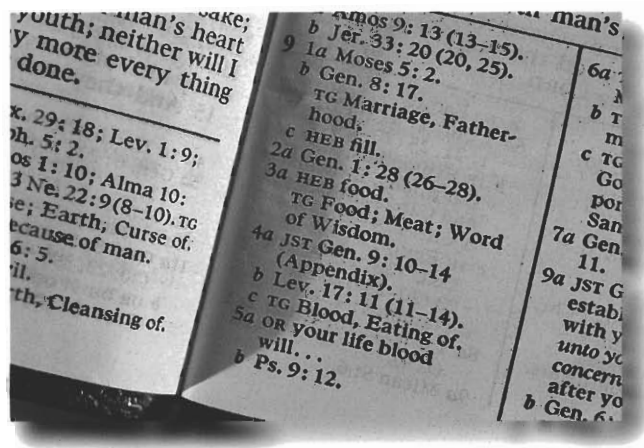 sake;
man's heart
youth; neither will I
y more every thing
done.
x. 29:18; Lev. 1:9;
ph. 5:2.
os 1:10; Alma 10:
3 Ne. 22:9(8–10). TG
se; Earth, Curse of,
ecause of man.
6:5.
il.
rth, Cleansing of.
man's
Amos 9:13 (13–15).
b Jer. 33:20 (20, 25).
9 1a Moses 5:2.
b Gen. 8:17.
TG Marriage, Father-
hood.
c HEB fill.
2a Gen. 1:28 (26–28).
3a HEB food.
TG Food; Meat; Word
of Wisdom.
4a JST Gen. 9:10–14
(Appendix).
b Lev. 17:11 (11–14).
c TG Blood, Eating of.
5a OR your life blood
will...
b Ps. 9:12.
6a
b T
m
c TG
Go
por
San
7a Gen.
11.
9a JST G
establ
with y
unto yo
concern
after yo
b Gen. 6: